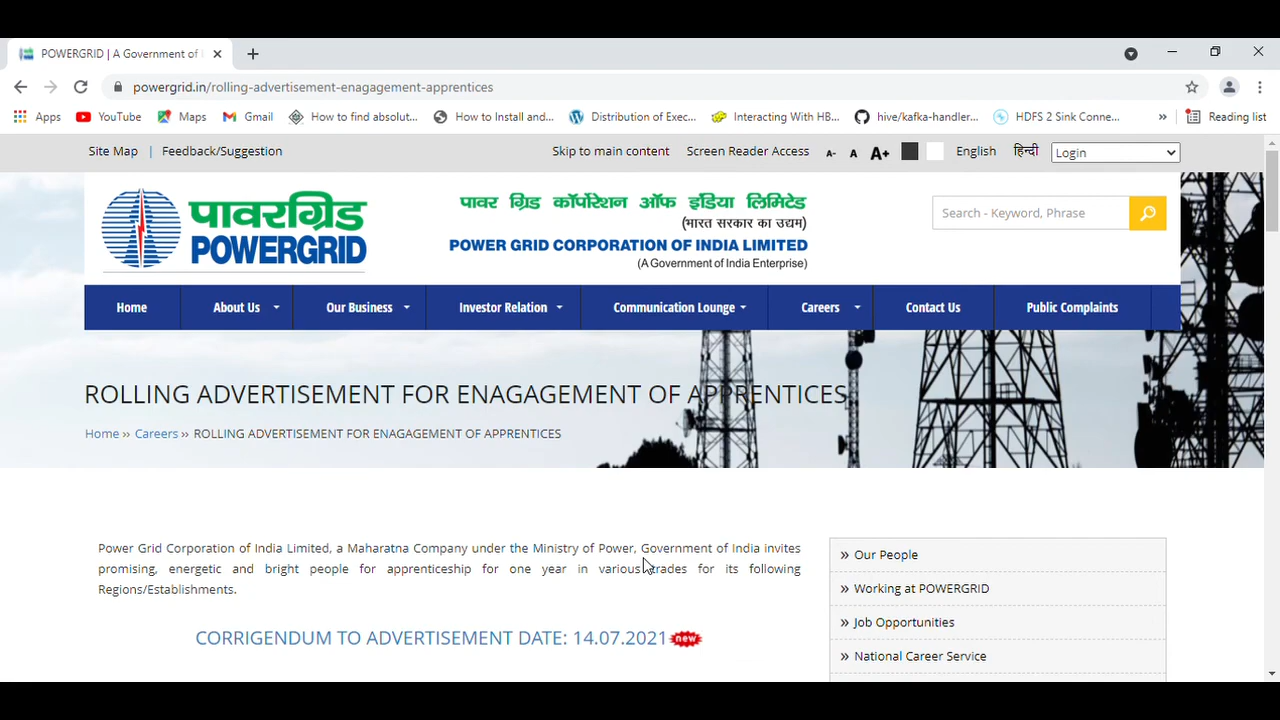 POWERGRID | A Government of
powergrid.in/rolling-advertisement-enagagement-apprentices
Apps YouTube Maps Gmail How to find absolut... How to Install and... Distribution of Exec... Interacting With HB... hive/kafka-handler... HDFS 2 Sink Conne... » Reading list
Site Map | Feedback/Suggestion Skip to main content Screen Reader Access A- A A+ English हिन्दी Login
पावरग्रिड
POWERGRID
पावर ग्रिड कॉर्पोरेशन ऑफ इंडिया लिमिटेड
(भारत सरकार का उद्यम)
POWER GRID CORPORATION OF INDIA LIMITED
(A Government of India Enterprise)
Search - Keyword, Phrase
Home About Us Our Business Investor Relation Communication Lounge Careers Contact Us Public Complaints
ROLLING ADVERTISEMENT FOR ENAGAGEMENT OF APPRENTICES
Home » Careers » ROLLING ADVERTISEMENT FOR ENAGAGEMENT OF APPRENTICES
Power Grid Corporation of India Limited, a Maharatna Company under the Ministry of Power, Government of India invites
promising, energetic and bright people for apprenticeship for one year in various trades for its following
Regions/Establishments.
CORRIGENDUM TO ADVERTISEMENT DATE: 14.07.2021 new
» Our People
» Working at POWERGRID
» Job Opportunities
» National Career Service